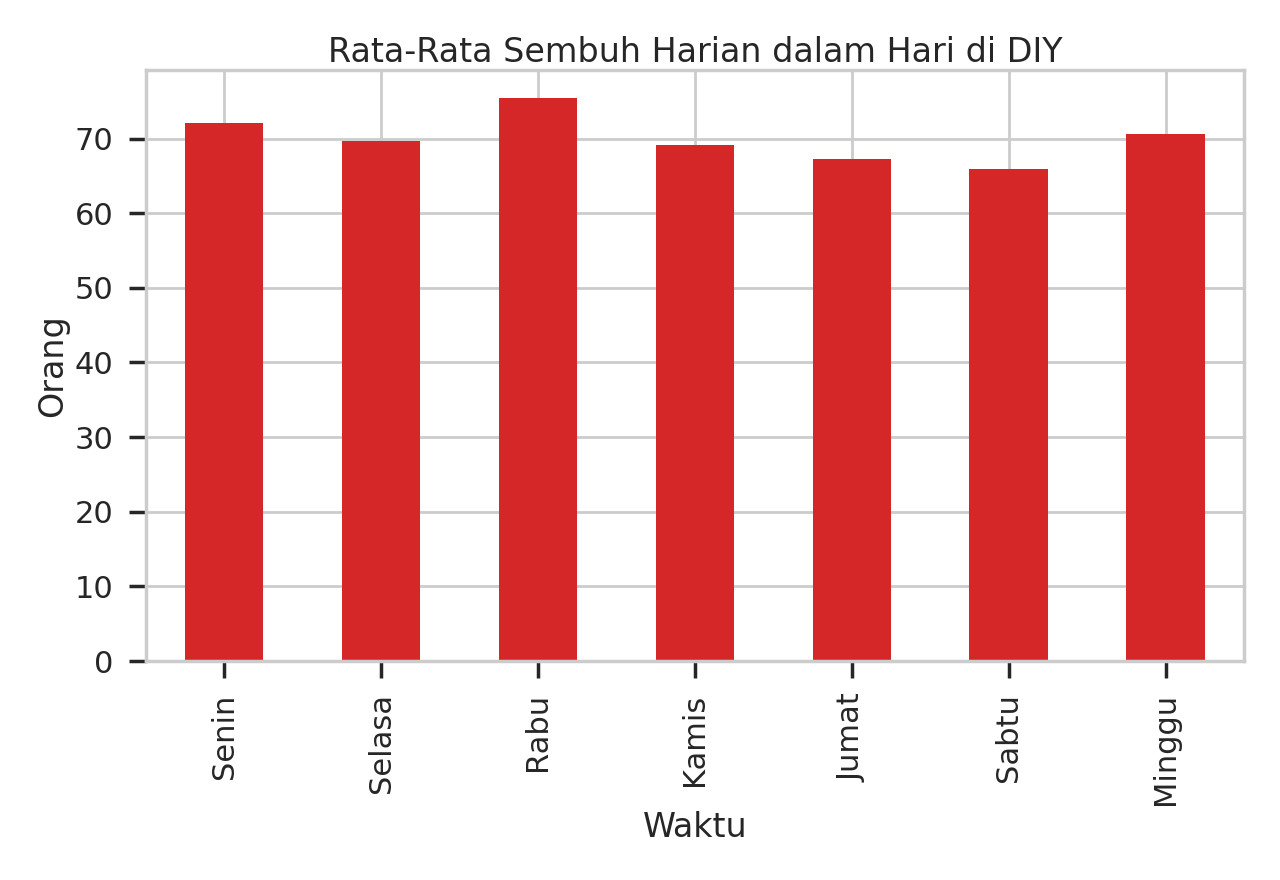 Rata-Rata Sembuh Harian dalam Hari di DIY
Orang
70
60
50
40
30
20
10
0
Senin
Selasa
Rabu
Kamis
Jumat
Sabtu
Minggu
Waktu